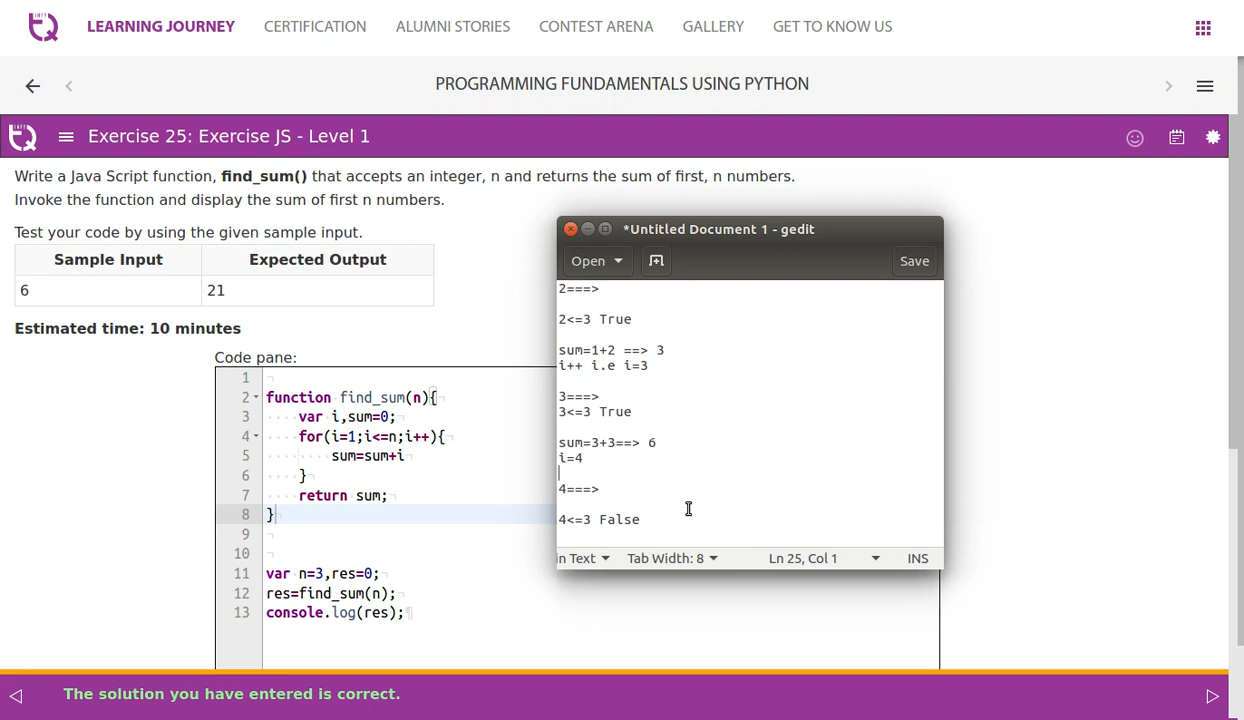 LEARNING JOURNEY CERTIFICATION ALUMNI STORIES CONTEST ARENA GALLERY GET TO KNOW US
PROGRAMMING FUNDAMENTALS USING PYTHON
Exercise 25: Exercise JS - Level 1
Write a Java Script function, find_sum() that accepts an integer, n and returns the sum of first, n numbers.
Invoke the function and display the sum of first n numbers.
Test your code by using the given sample input.
Sample Input Expected Output
6 21
Estimated time: 10 minutes
Code pane:
1
2 function find_sum(n){
3 var i,sum=0;
4 for(i=1;i<=n;i++){
5 sum=sum+i
6 }
7 return sum;
8 }
9
10
11 var n=3,res=0;
12 res=find_sum(n);
13 console.log(res);
*Untitled Document 1 - gedit
Open Save
2===>
2<=3 True
sum=1+2 ==> 3
i++ i.e i=3
3===>
3<=3 True
sum=3+3==> 6
i=4
4===>
4<=3 False
in Text Tab Width: 8 Ln 25, Col 1 INS
The solution you have entered is correct.